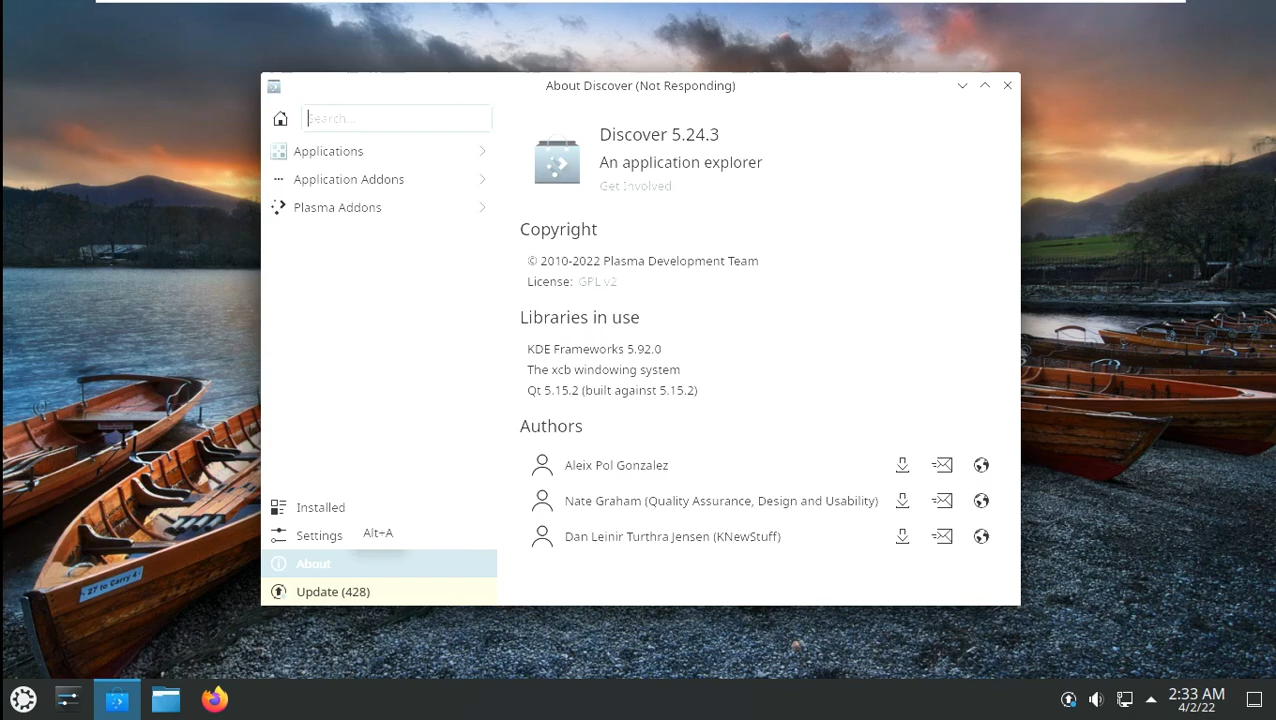 About Discover (Not Responding)
Search...
Applications
Application Addons
Plasma Addons
Installed
Settings
Alt+A
About
Update (428)
Discover 5.24.3
An application explorer
Get Involved
Copyright
© 2010-2022 Plasma Development Team
License: GPL v2
Libraries in use
KDE Frameworks 5.92.0
The xcb windowing system
Qt 5.15.2 (built against 5.15.2)
Authors
Aleix Pol Gonzalez
Nate Graham (Quality Assurance, Design and Usability)
Dan Leinir Turthra Jensen (KNewStuff)
27 to Carry 4
2:33 AM
4/2/22